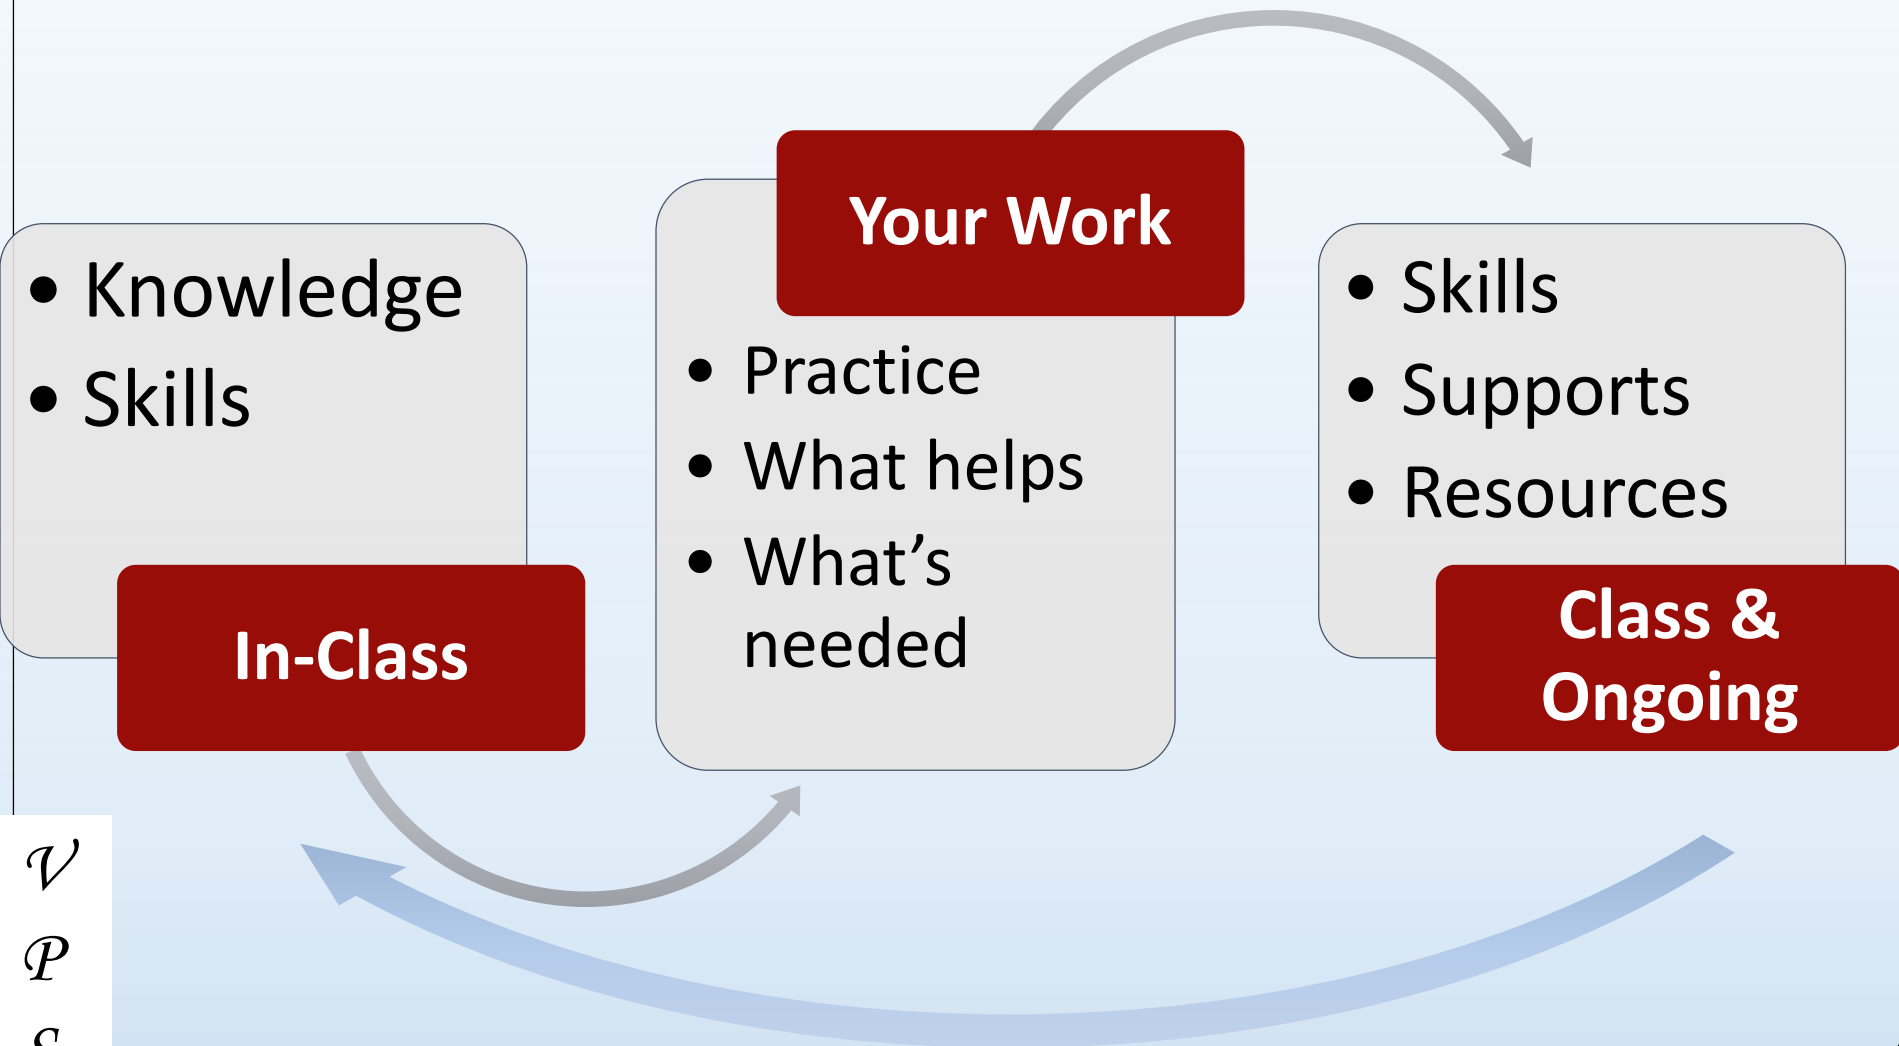 • Knowledge
• Skills
In-Class
Your Work
• Practice
• What helps
• What’s
needed
• Skills
• Supports
• Resources
Class &
Ongoing
V
P